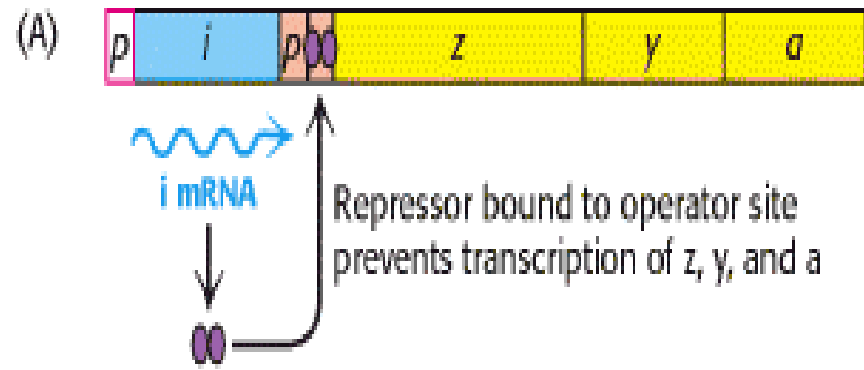 (A)
p i p z y a
i mRNA
Repressor bound to operator site
prevents transcription of z, y, and a